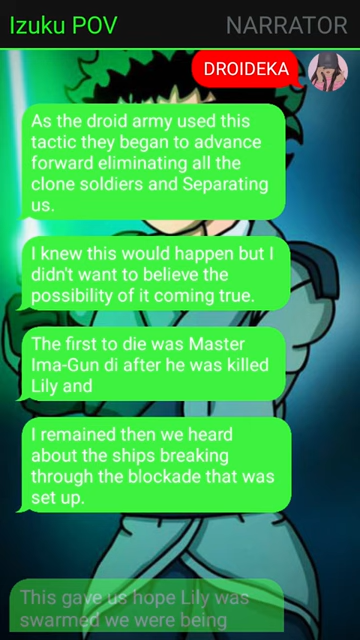 Izuku POV
NARRATOR
DROIDEKA
As the droid army used this
tactic they began to advance
forward eliminating all the
clone soldiers and Separating
us.
I knew this would happen but I
didn't want to believe the
possibility of it coming true.
The first to die was Master
Ima-Gun di after he was killed
Lily and
I remained then we heard
about the ships breaking
through the blockade that was
set up.
This gave us hope Lily was
swarmed we were being